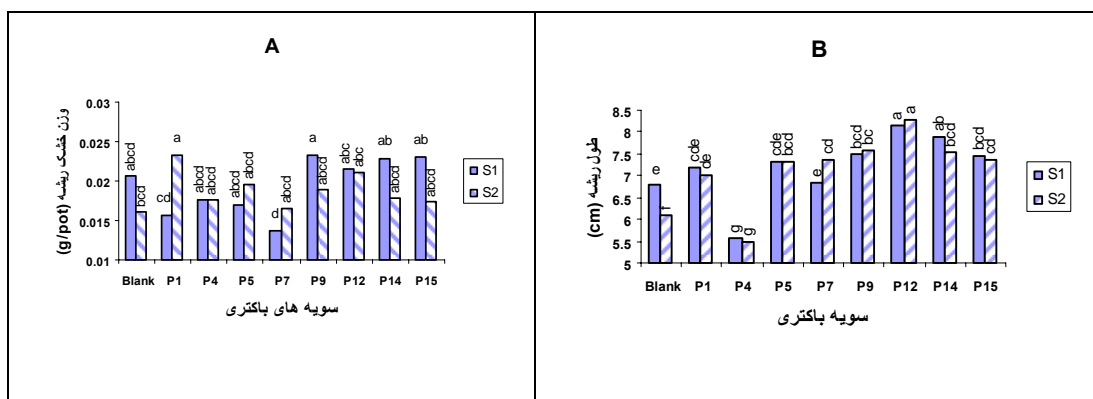 A
وزن خشک ریشه (g/pot)
0.03
0.025
0.02
0.015
0.01
abcd
bcd
cd
a
abcd
abcd
abcd
abcd
d
abcd
a
abcd
abc
abc
ab
abcd
ab
abcd
Blank P1 P4 P5 P7 P9 P12 P14 P15
سویه های باکتری
S1
S2
B
طول ریشه (cm)
8.5
8
7.5
7
6.5
6
5.5
5
e
f
cde
de
g
g
cde
bcd
e
cd
bcd
bc
a
a
ab
bcd
bcd
cd
Blank P1 P4 P5 P7 P9 P12 P14 P15
سویه باکتری
S1
S2